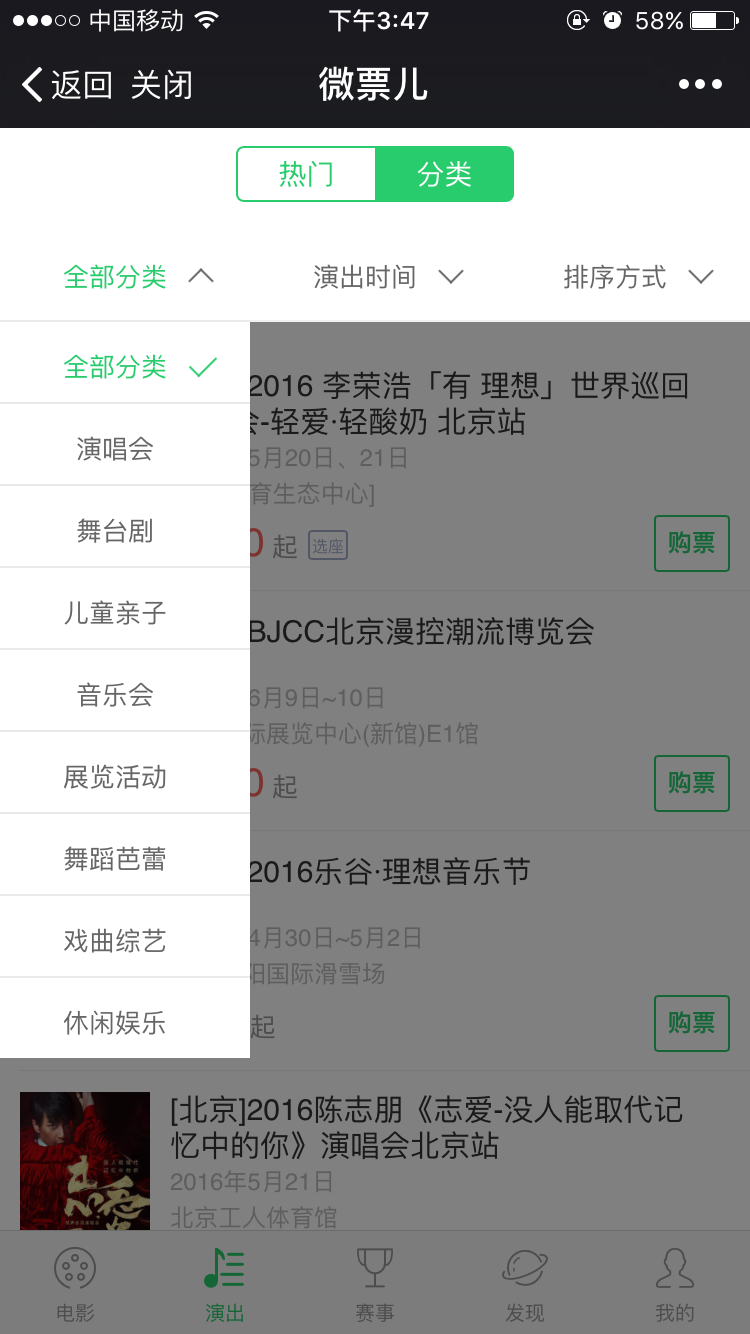 中国移动 下午3:47 58%
返回 关闭 微票儿
热门 分类
全部分类 演出时间 排序方式
全部分类
演唱会
舞台剧
儿童亲子
音乐会
展览活动
舞蹈芭蕾
戏曲综艺
休闲娱乐
2016 李荣浩「有 理想」世界巡回
-轻爱·轻酸奶 北京站
5月20日、21日
育生态中心]
0 起 选座
购票
BJCC北京漫控潮流博览会
6月9日~10日
际展览中心(新馆)E1馆
0 起
购票
2016乐谷·理想音乐节
4月30日~5月2日
阳国际滑雪场
起
购票
[北京]2016陈志朋《志爱-没人能取代记
忆中的你》演唱会北京站
2016年5月21日
北京工人体育馆
志爱
电影 演出 赛事 发现 我的